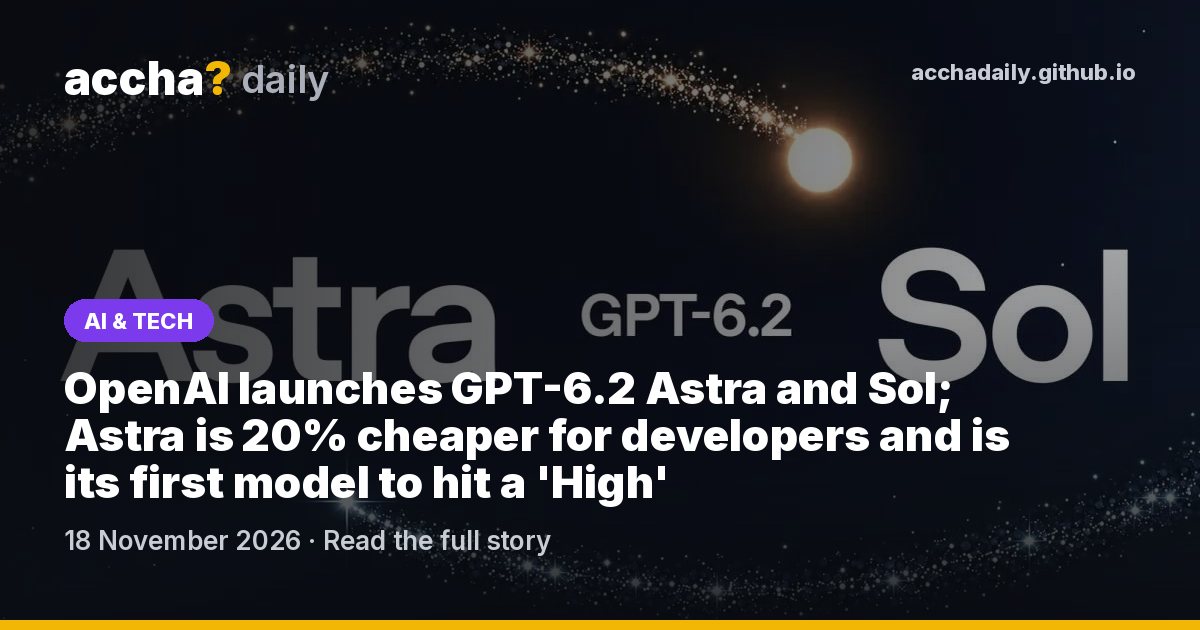 accha? daily
acchadaily.github.io
Astra GPT-6.2 Sol
AI & TECH
OpenAI launches GPT-6.2 Astra and Sol;
Astra is 20% cheaper for developers and is
its first model to hit a 'High'
18 November 2026 · Read the full story